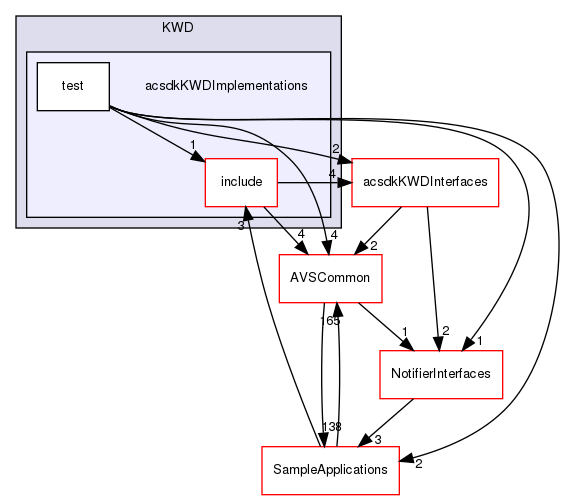 KWD
test
acsdkKWDImplementations
1
2
include
4
acsdkKWDInterfaces
3
4
4
2
AVSCommon
165
1
2
1
NotifierInterfaces
138
3
2
SampleApplications